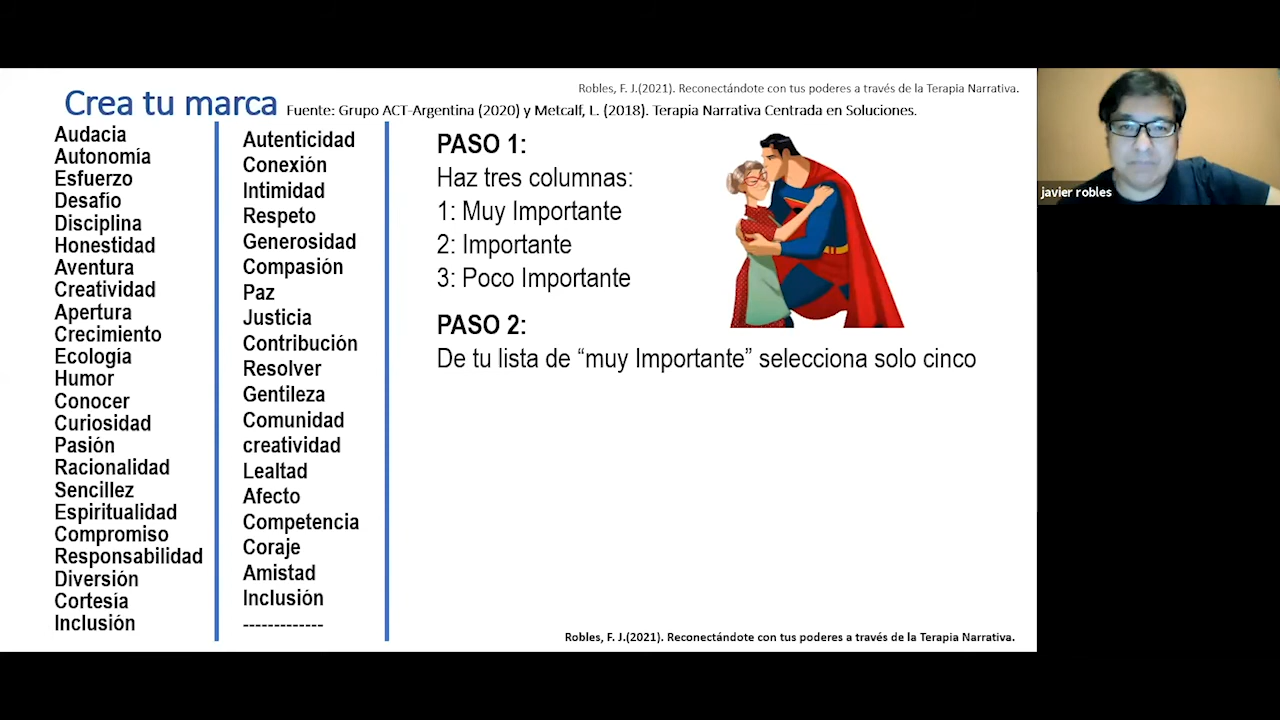 Robles, F. J.(2021). Reconectándote con tus poderes a través de la Terapia Narrativa.
Crea tu marca Fuente: Grupo ACT-Argentina (2020) y Metcalf, L. (2018). Terapia Narrativa Centrada en Soluciones.
Audacia
Autonomía
Esfuerzo
Desafío
Disciplina
Honestidad
Aventura
Creatividad
Apertura
Crecimiento
Ecología
Humor
Conocer
Curiosidad
Pasión
Racionalidad
Sencillez
Espiritualidad
Compromiso
Responsabilidad
Diversión
Cortesía
Inclusión
Autenticidad
Conexión
Intimidad
Respeto
Generosidad
Compasión
Paz
Justicia
Contribución
Resolver
Gentileza
Comunidad
creatividad
Lealtad
Afecto
Competencia
Coraje
Amistad
Inclusión
-------------
PASO 1:
Haz tres columnas:
1: Muy Importante
2: Importante
3: Poco Importante
PASO 2:
De tu lista de “muy Importante” selecciona solo cinco
Robles, F. J.(2021). Reconectándote con tus poderes a través de la Terapia Narrativa.
javier robles